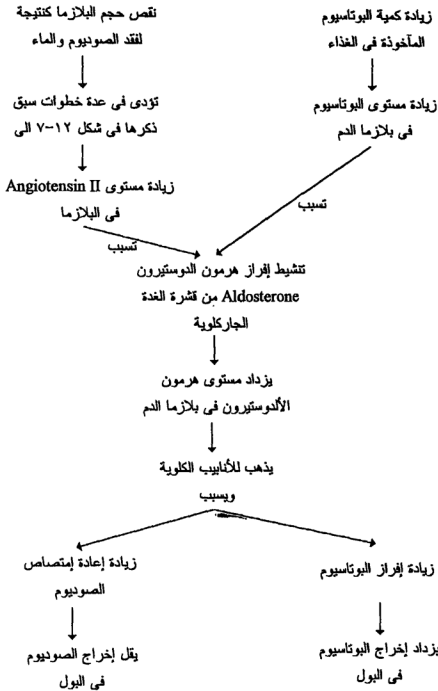 زيادة كمية البوتاسيوم
المآخوذة فى الغذاء
زيادة مستوى البوتاسيوم
فى بلازما الدم
تسبب
نقص حجم البلازما كنتيجة
لفقد الصوديوم والماء
تؤدى فى عدة خطوات سبق
ذكرها فى شكل ١٢-٧ الى
زيادة مستوى Angiotensin II
فى البلازما
تسبب
تنشيط إفراز هرمون الدوستيرون
Aldosterone من قشرة الغدة
الجاركلوية
يزداد مستوى هرمون
الألدوستيرون فى بلازما الدم
يذهب للأنابيب الكلوية
ويسبب
زيادة إفراز البوتاسيوم
يزداد إخراج البوتاسيوم
فى البول
زيادة إعادة إمتصاص
الصوديوم
يقل إخراج الصوديوم
فى البول